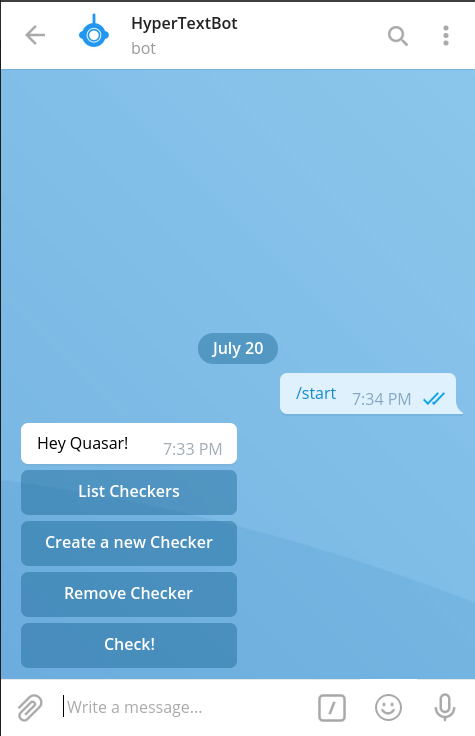 HyperTextBot
bot
July 20
/start 7:34 PM
Hey Quasar! 7:33 PM
List Checkers
Create a new Checker
Remove Checker
Check!
Write a message...
/